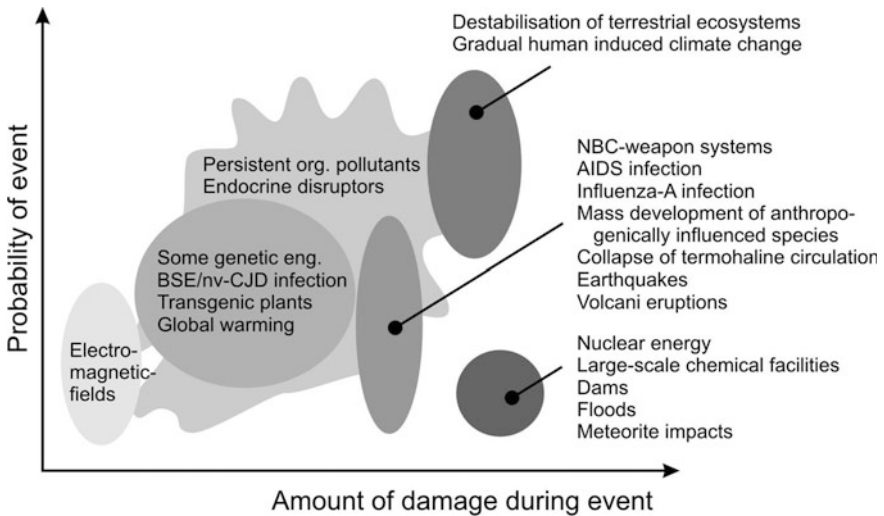 Destabilisation of terrestrial ecosystems
Gradual human induced climate change
Probability of event
Persistent org. pollutants
Endocrine disruptors
Some genetic eng.
BSE/nv-CJD infection
Transgenic plants
Global warming
Electro-
magnetic-
fields
NBC-weapon systems
AIDS infection
Influenza-A infection
Mass development of anthropo-
genically influenced species
Collapse of termohaline circulation
Earthquakes
Volcani eruptions
Nuclear energy
Large-scale chemical facilities
Dams
Floods
Meteorite impacts
Amount of damage during event